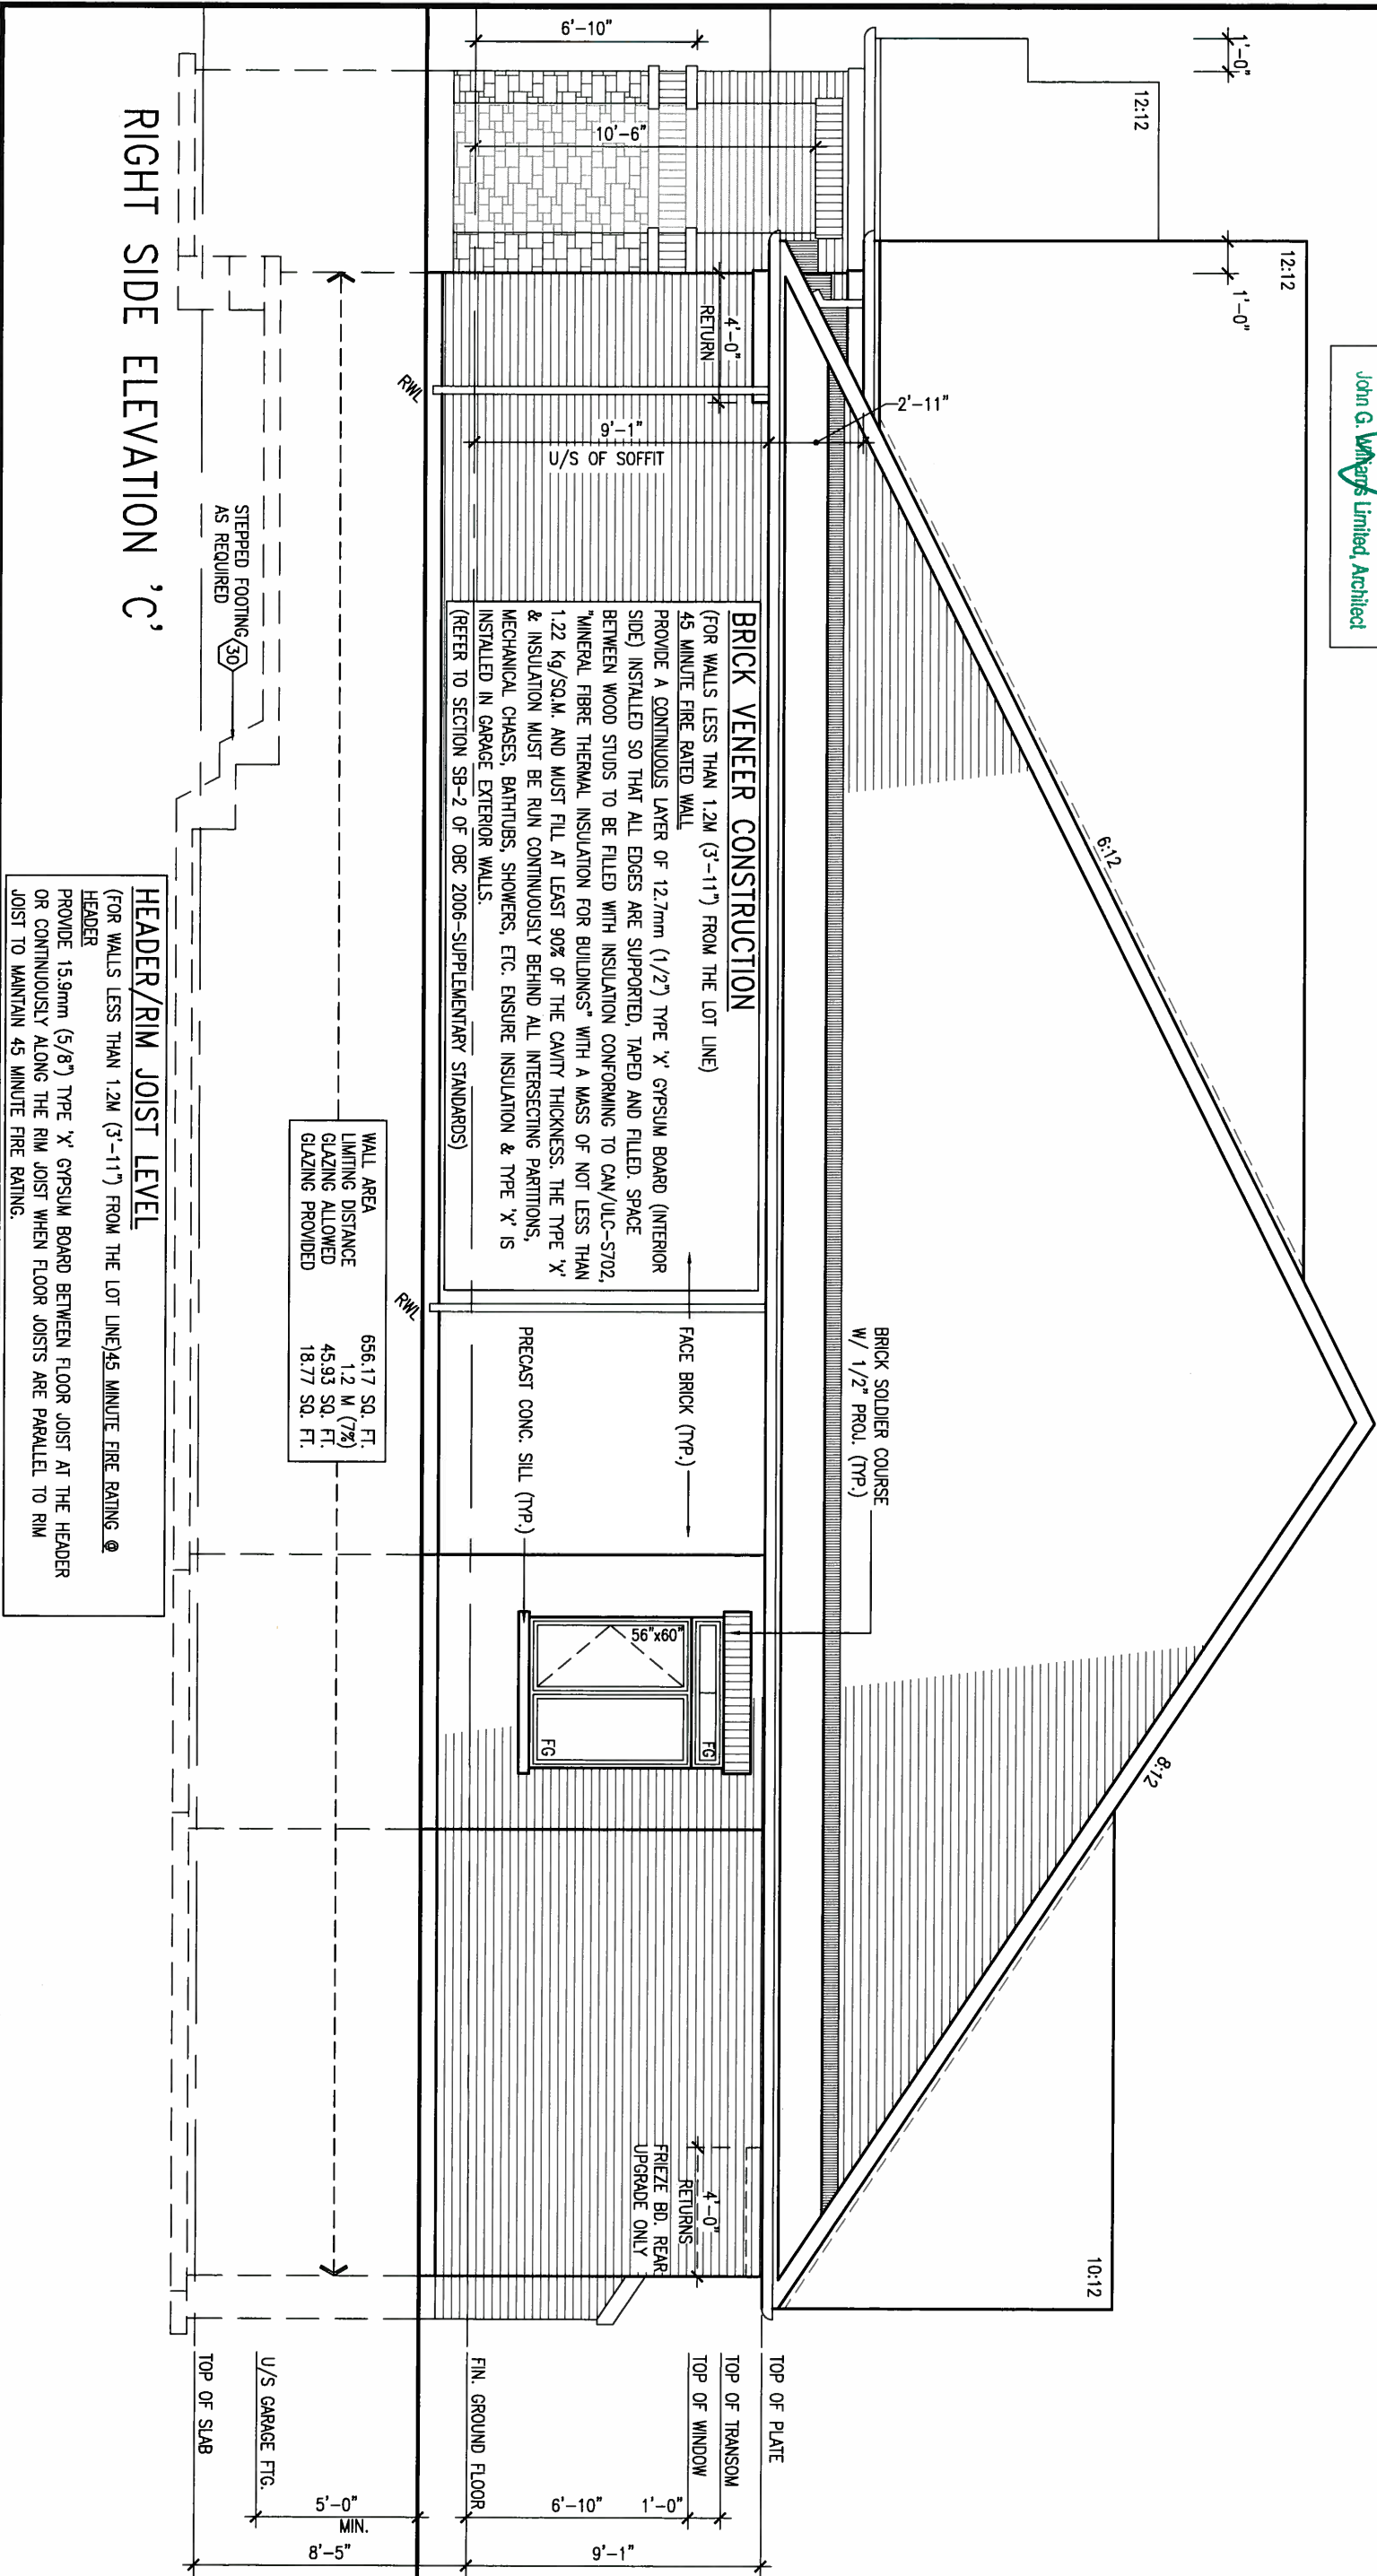 John G. Williams Limited, Architect
12:12
12:12
1'-0"
1'-0"
6:12
8:12
10:12
6'-10"
10'-6"
4'-0"
RETURN
2'-11"
9'-1"
U/S OF SOFFIT
RWL
RWL
BRICK VENEER CONSTRUCTION
(FOR WALLS LESS THAN 1.2M (3'-11") FROM THE LOT LINE)
45 MINUTE FIRE RATED WALL
PROVIDE A CONTINUOUS LAYER OF 12.7mm (1/2") TYPE 'X' GYPSUM BOARD (INTERIOR
SIDE) INSTALLED SO THAT ALL EDGES ARE SUPPORTED, TAPED AND FILLED. SPACE
BETWEEN WOOD STUDS TO BE FILLED WITH INSULATION CONFORMING TO CAN/ULC-S702,
"MINERAL FIBRE THERMAL INSULATION FOR BUILDINGS" WITH A MASS OF NOT LESS THAN
1.22 Kg/SQ.M. AND MUST FILL AT LEAST 90% OF THE CAVITY THICKNESS. THE TYPE 'X'
& INSULATION MUST BE RUN CONTINUOUSLY BEHIND ALL INTERSECTING PARTITIONS,
MECHANICAL CHASES, BATHTUBS, SHOWERS, ETC. ENSURE INSULATION & TYPE 'X' IS
INSTALLED IN GARAGE EXTERIOR WALLS.
(REFER TO SECTION SB-2 OF OBC 2006-SUPPLEMENTARY STANDARDS)
BRICK SOLDIER COURSE
W/ 1/2" PROJ. (TYP.)
FACE BRICK (TYP.)
PRECAST CONC. SILL (TYP.)
56"x60"
FG
FG
4'-0"
RETURNS
FRIEZE BD. REAR
UPGRADE ONLY
TOP OF PLATE
TOP OF TRANSOM
TOP OF WINDOW
FIN. GROUND FLOOR
U/S GARAGE FTG.
TOP OF SLAB
1'-0"
6'-10"
9'-1"
5'-0"
MIN.
8'-5"
WALL AREA 656.17 SQ. FT.
LIMITING DISTANCE 1.2 M (7%)
GLAZING ALLOWED 45.93 SQ. FT.
GLAZING PROVIDED 18.77 SQ. FT.
STEPPED FOOTING 30
AS REQUIRED
RIGHT SIDE ELEVATION 'C'
HEADER/RIM JOIST LEVEL
(FOR WALLS LESS THAN 1.2M (3'-11") FROM THE LOT LINE)45 MINUTE FIRE RATING @
HEADER
PROVIDE 15.9mm (5/8") TYPE 'X' GYPSUM BOARD BETWEEN FLOOR JOIST AT THE HEADER
OR CONTINUOUSLY ALONG THE RIM JOIST WHEN FLOOR JOISTS ARE PARALLEL TO RIM
JOIST TO MAINTAIN 45 MINUTE FIRE RATING.